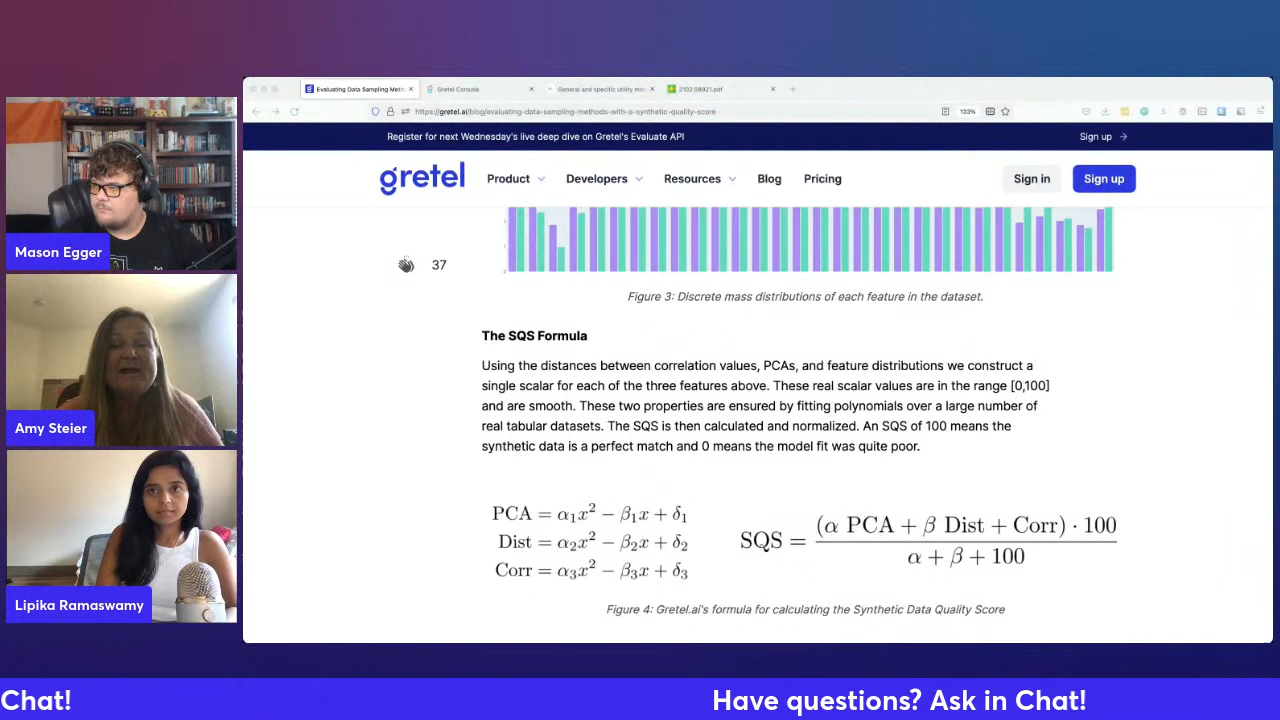 Evaluating Data Sampling Meth
Gretel Console
General and specific utility me
2102.08921.pdf
https://gretel.ai/blog/evaluating-data-sampling-methods-with-a-synthetic-quality-score
133%
Register for next Wednesday's live deep dive on Gretel's Evaluate API
Sign up →
gretel
Product
Developers
Resources
Blog
Pricing
Sign in
Sign up
37
Figure 3: Discrete mass distributions of each feature in the dataset.
The SQS Formula
Using the distances between correlation values, PCAs, and feature distributions we construct a
single scalar for each of the three features above. These real scalar values are in the range [0,100]
and are smooth. These two properties are ensured by fitting polynomials over a large number of
real tabular datasets. The SQS is then calculated and normalized. An SQS of 100 means the
synthetic data is a perfect match and 0 means the model fit was quite poor.
PCA = α₁x² − β₁x + δ₁
Dist = α₂x² − β₂x + δ₂
Corr = α₃x² − β₃x + δ₃
SQS = (α PCA + β Dist + Corr) · 100
α + β + 100
Figure 4: Gretel.ai's formula for calculating the Synthetic Data Quality Score
Mason Egger
Amy Steier
Lipika Ramaswamy
Chat!
Have questions? Ask in Chat!